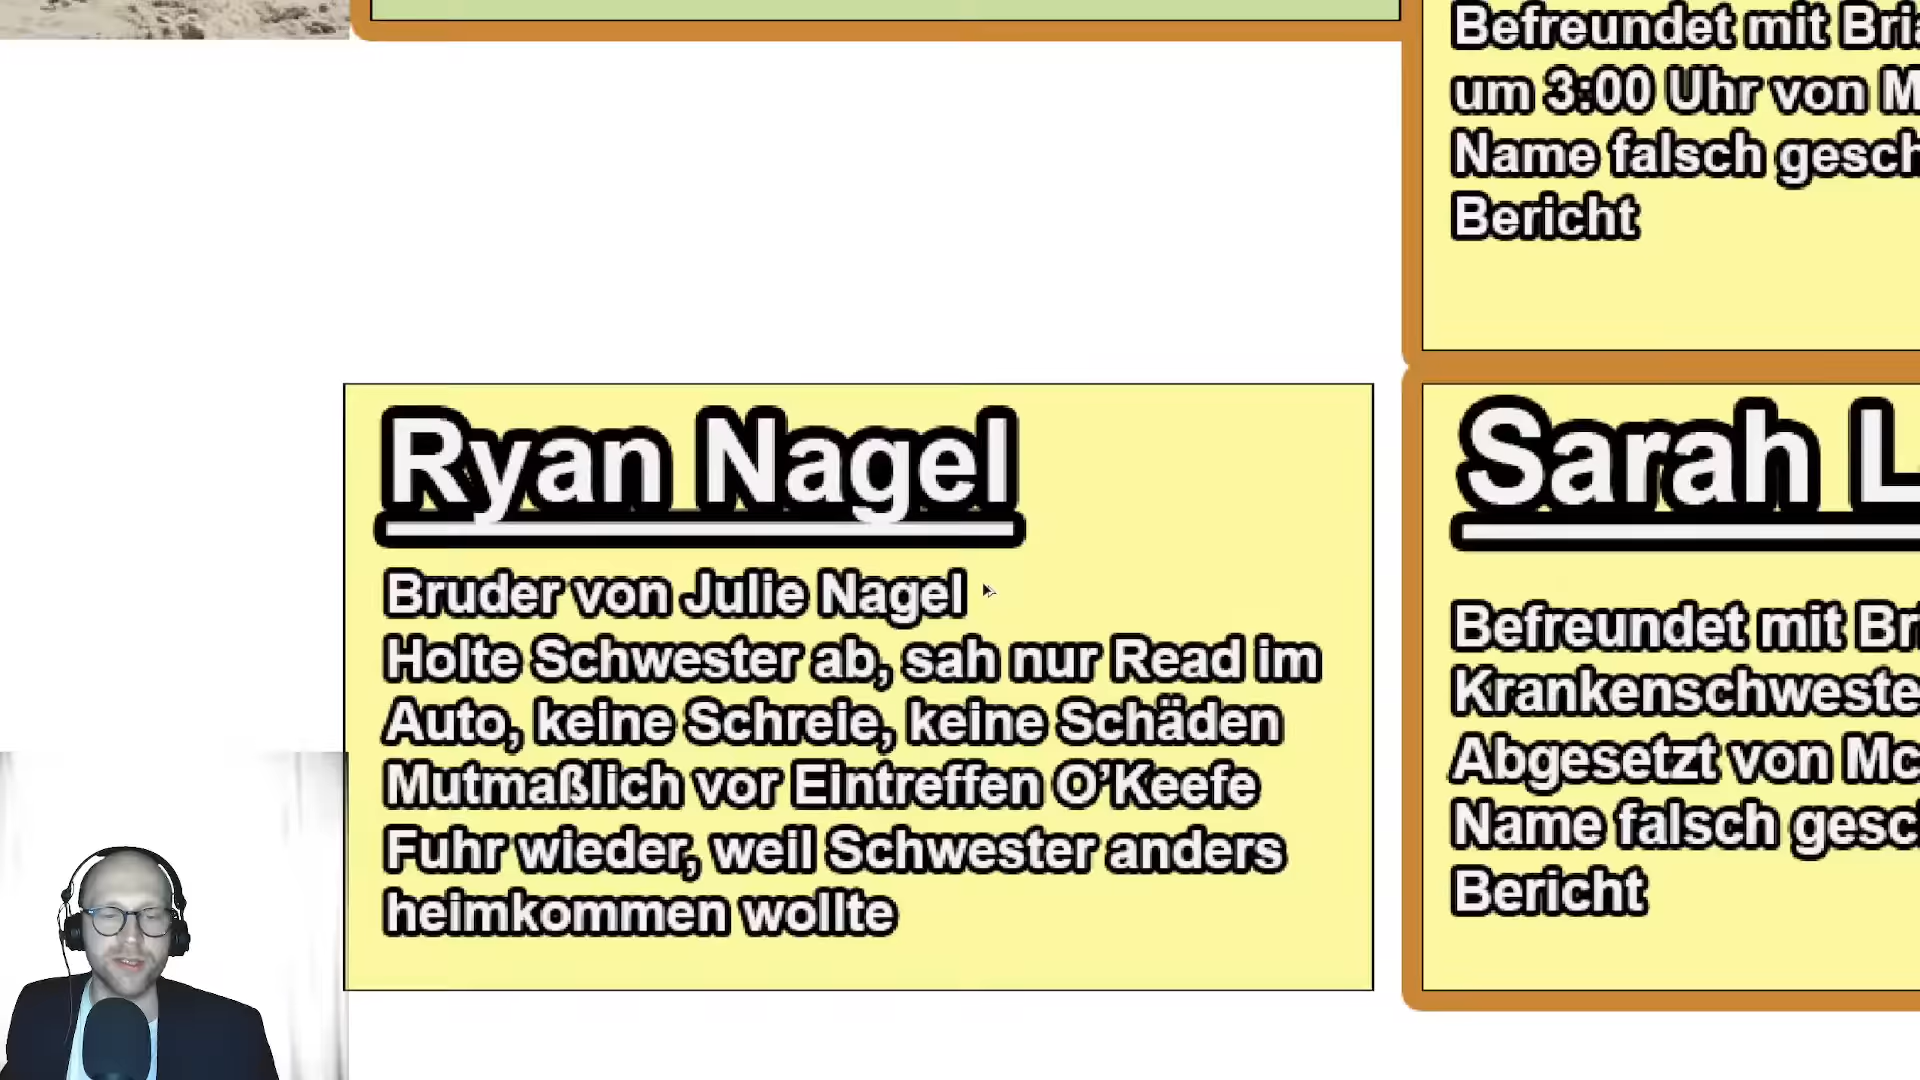 Befreundet mit
um 3:00 Uhr von
Name falsch
Bericht
Ryan Nagel
Bruder von Julie Nagel
Holte Schwester ab, sah nur Read im
Auto, keine Schreie, keine Schäden
Mutmaßlich vor Eintreffen O’Keefe
Fuhr wieder, weil Schwester anders
heimkommen wollte
Sarah
Befreundet mit
Abgesetzt von
Name falsch
Bericht